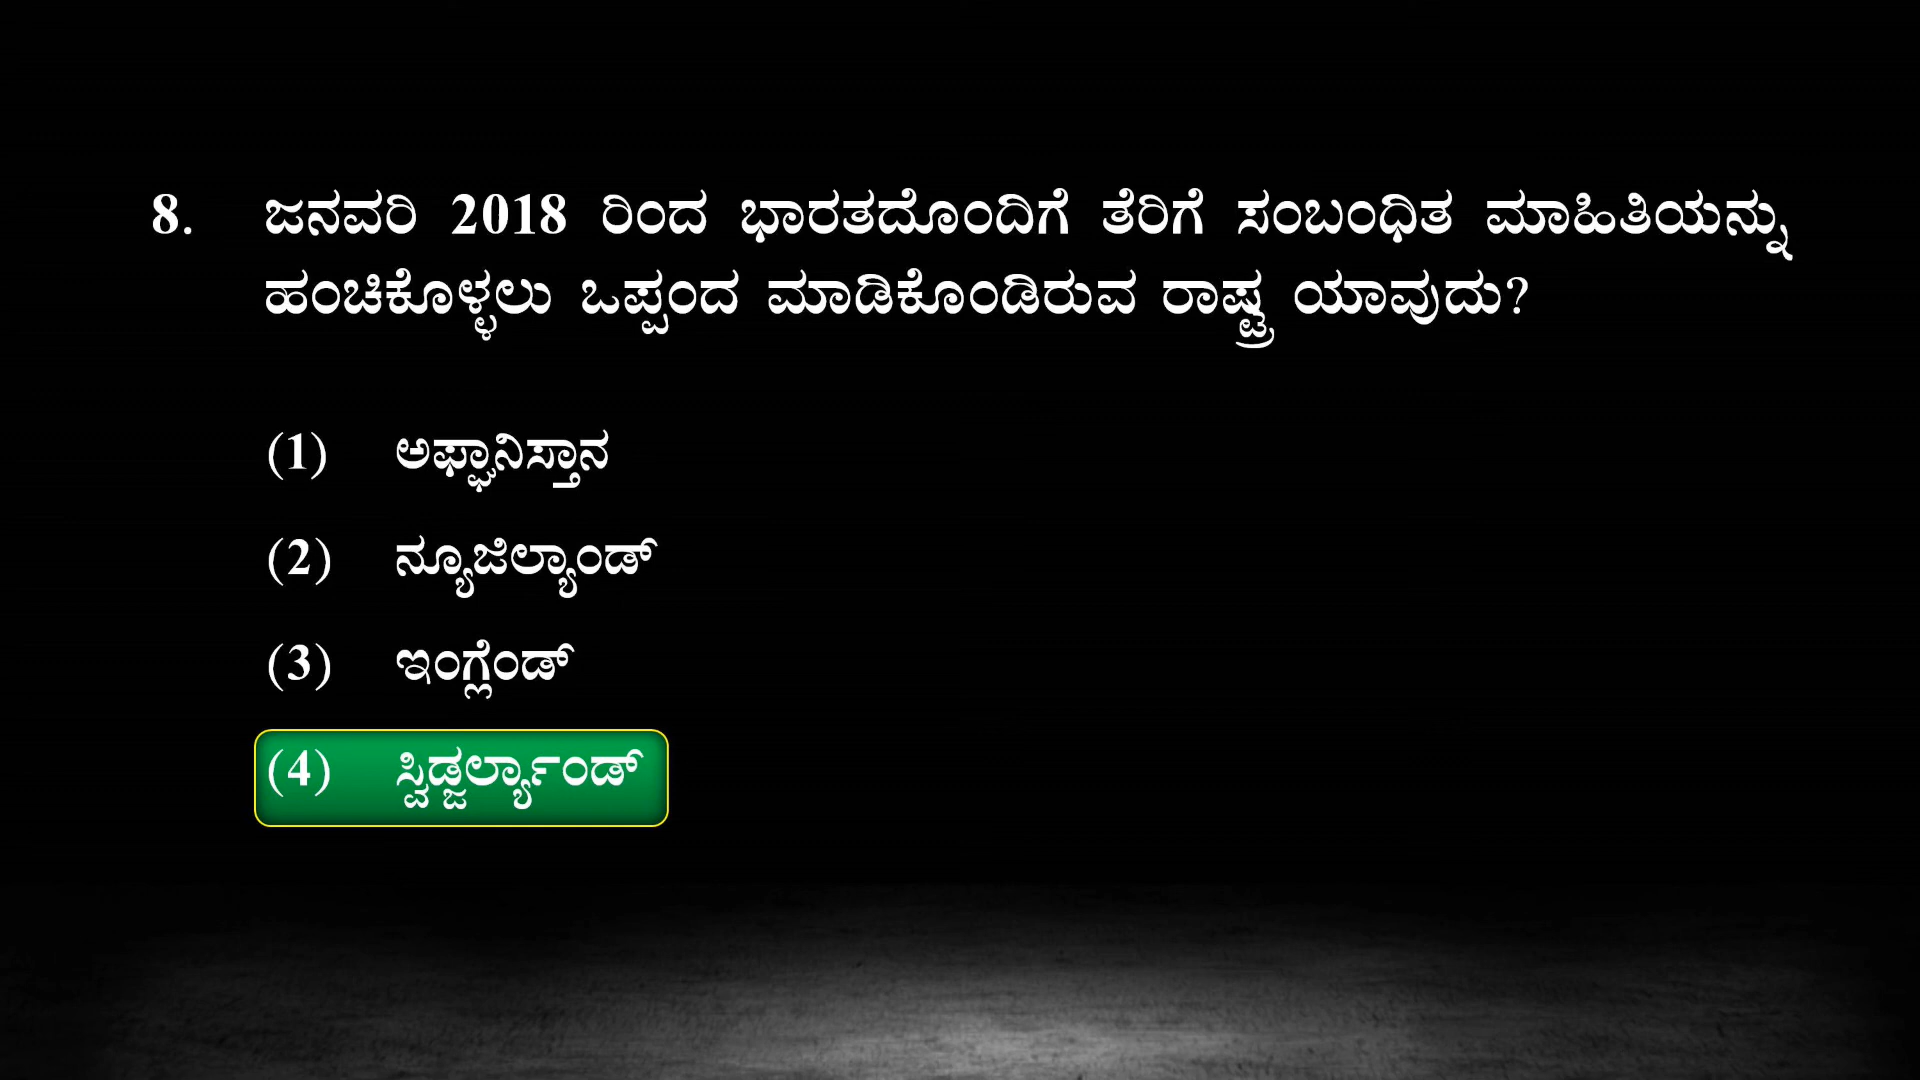 8. ಜನವರಿ 2018 ರಿಂದ ಭಾರತದೊಂದಿಗೆ ತೆರಿಗೆ ಸಂಬಂಧಿತ ಮಾಹಿತಿಯನ್ನು
ಹಂಚಿಕೊಳ್ಳಲು ಒಪ್ಪಂದ ಮಾಡಿಕೊಂಡಿರುವ ರಾಷ್ಟ್ರ ಯಾವುದು?
(1) ಅಫ್ಘಾನಿಸ್ತಾನ
(2) ನ್ಯೂಜಿಲ್ಯಾಂಡ್
(3) ಇಂಗ್ಲೆಂಡ್
(4) ಸ್ವಿಡ್ಜರ್ಲ್ಯಾಂಡ್